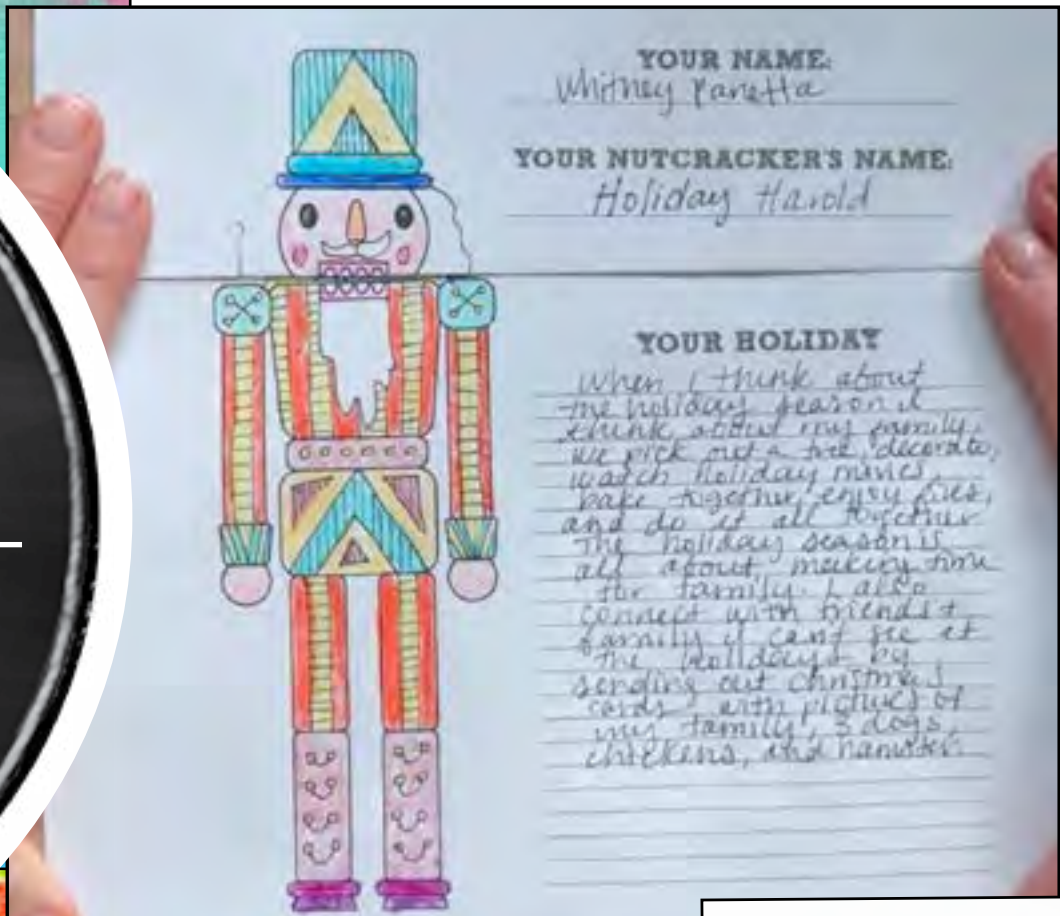 YOUR NAME:
Whitney Panetta
YOUR NUTCRACKER'S NAME:
Holiday Harold
YOUR HOLIDAY
When I think about
the holiday season I
think about my family.
We pick out a tree, decorate,
watch holiday movies,
bake together, enjoy fires,
and do it all together
The holiday season is
all about making time
for family. I also
connect with friends +
family I cant see at
the holidays by
sending out christmas
cards with pictures of
my family, 3 dogs,
chickens, and hamster.